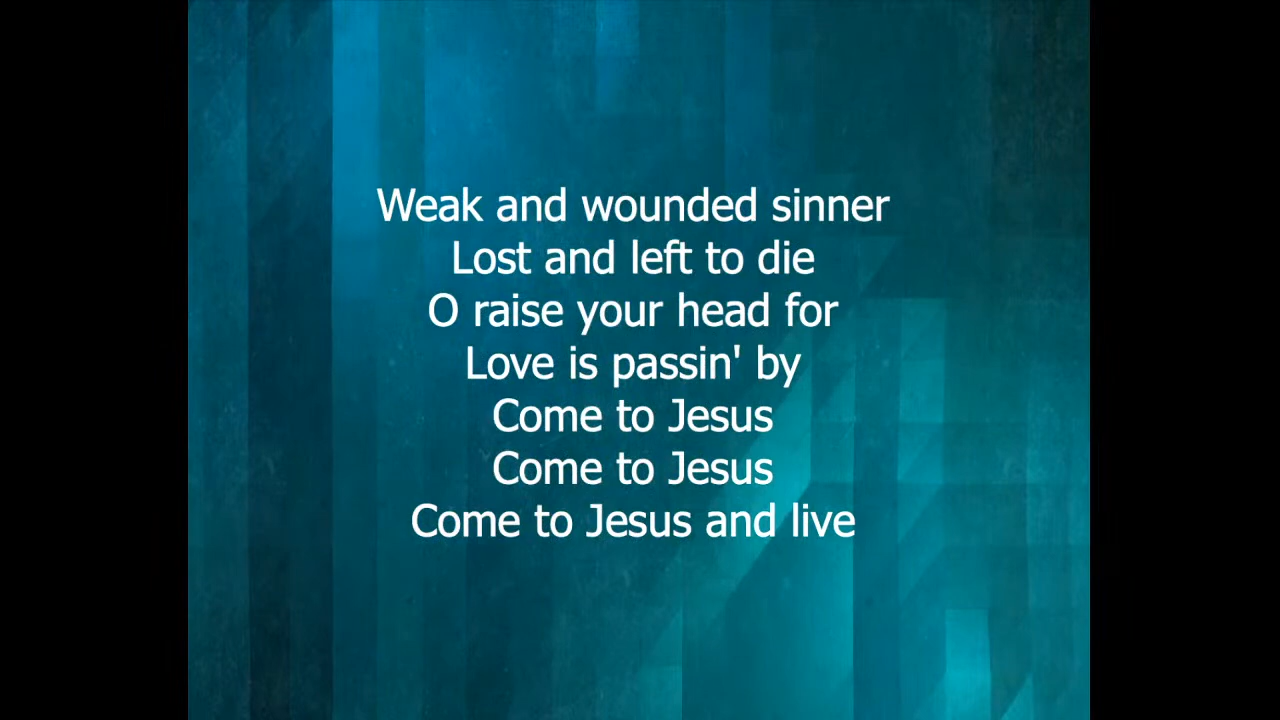 Weak and wounded sinner
Lost and left to die
O raise your head for
Love is passin' by
Come to Jesus
Come to Jesus
Come to Jesus and live